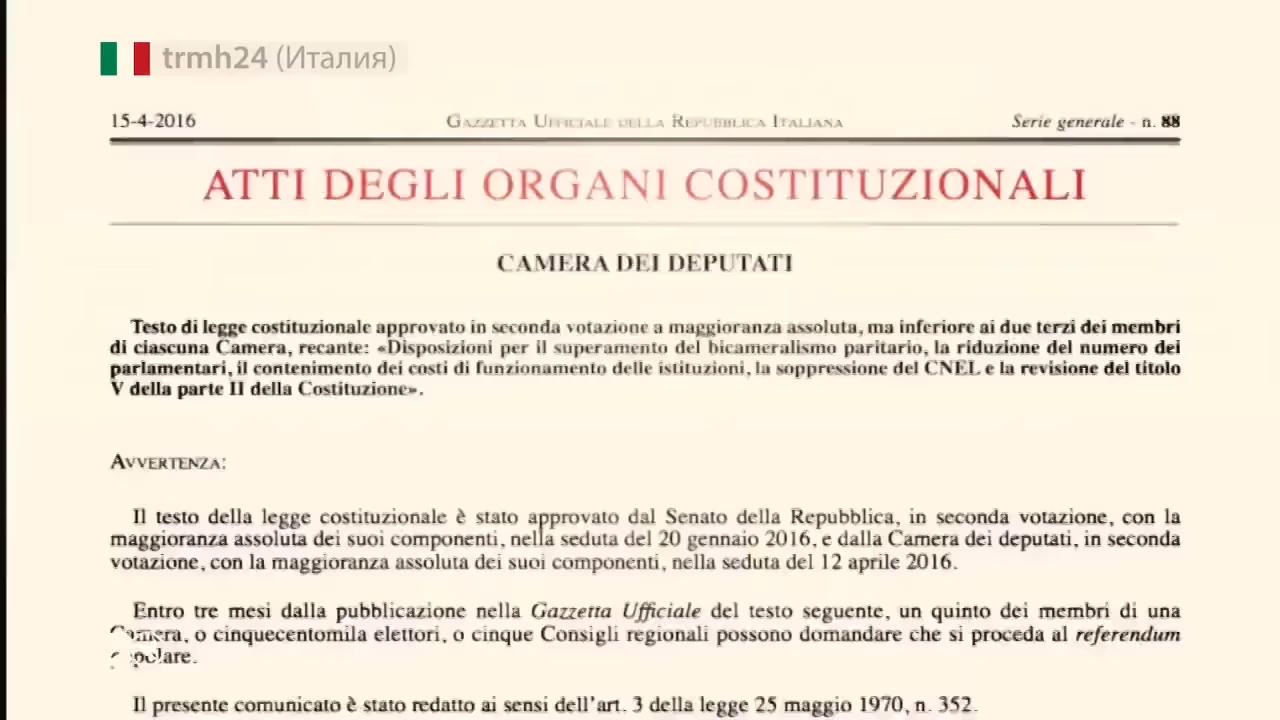 trmh24 (Италия)
15-4-2016 GAZZETTA UFFICIALE DELLA REPUBBLICA ITALIANA Serie generale - n. 88
ATTI DEGLI ORGANI COSTITUZIONALI
CAMERA DEI DEPUTATI
Testo di legge costituzionale approvato in seconda votazione a maggioranza assoluta, ma inferiore ai due terzi dei membri
di ciascuna Camera, recante: «Disposizioni per il superamento del bicameralismo paritario, la riduzione del numero dei
parlamentari, il contenimento dei costi di funzionamento delle istituzioni, la soppressione del CNEL e la revisione del titolo
V della parte II della Costituzione».
AVVERTENZA:
Il testo della legge costituzionale è stato approvato dal Senato della Repubblica, in seconda votazione, con la
maggioranza assoluta dei suoi componenti, nella seduta del 20 gennaio 2016, e dalla Camera dei deputati, in seconda
votazione, con la maggioranza assoluta dei suoi componenti, nella seduta del 12 aprile 2016.
Entro tre mesi dalla pubblicazione nella Gazzetta Ufficiale del testo seguente, un quinto dei membri di una
Camera, o cinquecentomila elettori, o cinque Consigli regionali possono domandare che si proceda al referendum
popolare.
Il presente comunicato è stato redatto ai sensi dell'art. 3 della legge 25 maggio 1970, n. 352.